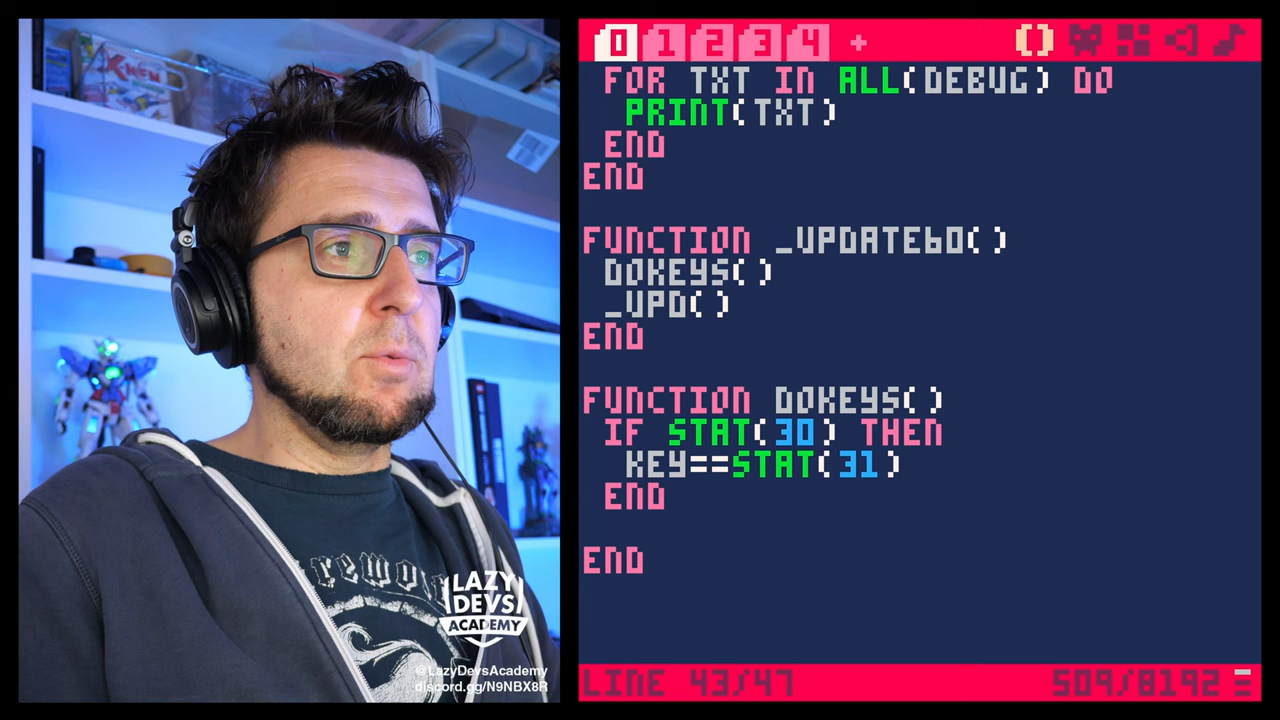 0 1 2 3 4 +
FOR TXT IN ALL(DEBUG) DO
PRINT(TXT)
END
END
FUNCTION _UPDATE60()
DOKEYS()
_UPD()
END
FUNCTION DOKEYS()
IF STAT(30) THEN
KEY==STAT(31)
END
END
LINE 43/47
509/8192
LAZY
DEVS
ACADEMY
@LazyDevsAcademy
discord.gg/N9NBX8R